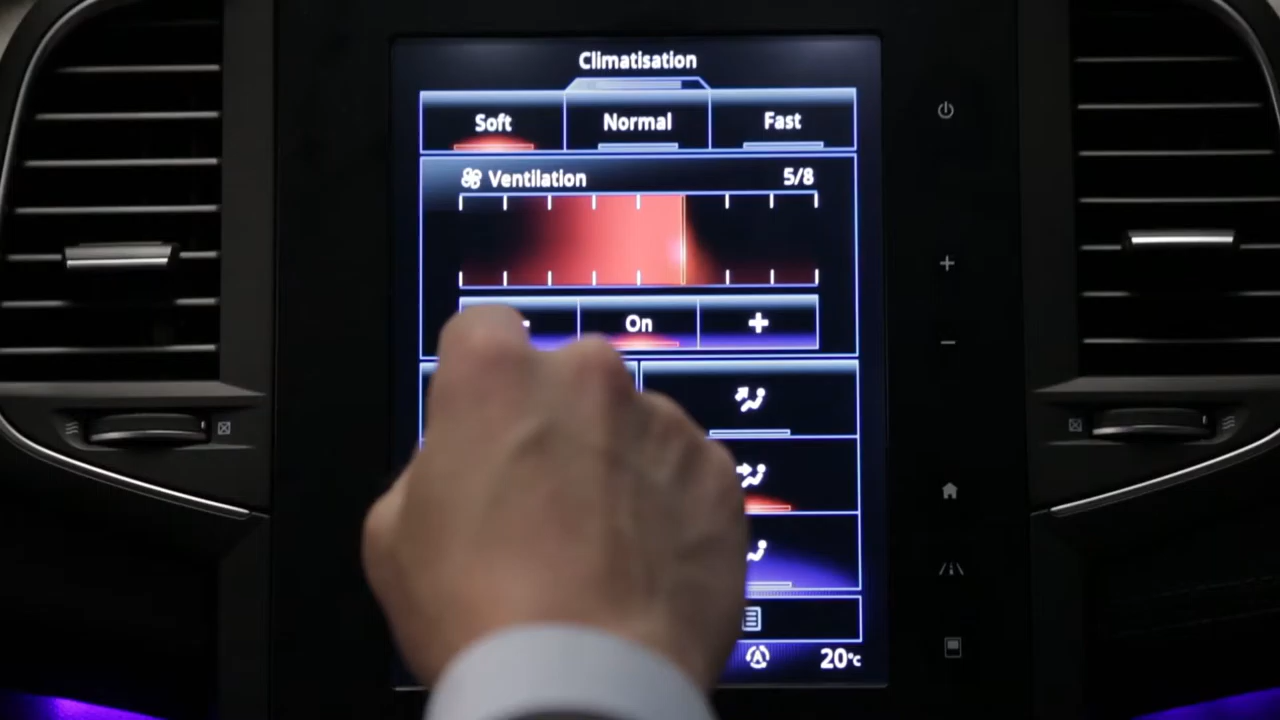 Climatisation
Soft Normal Fast
Ventilation 5/8
On +
20°c